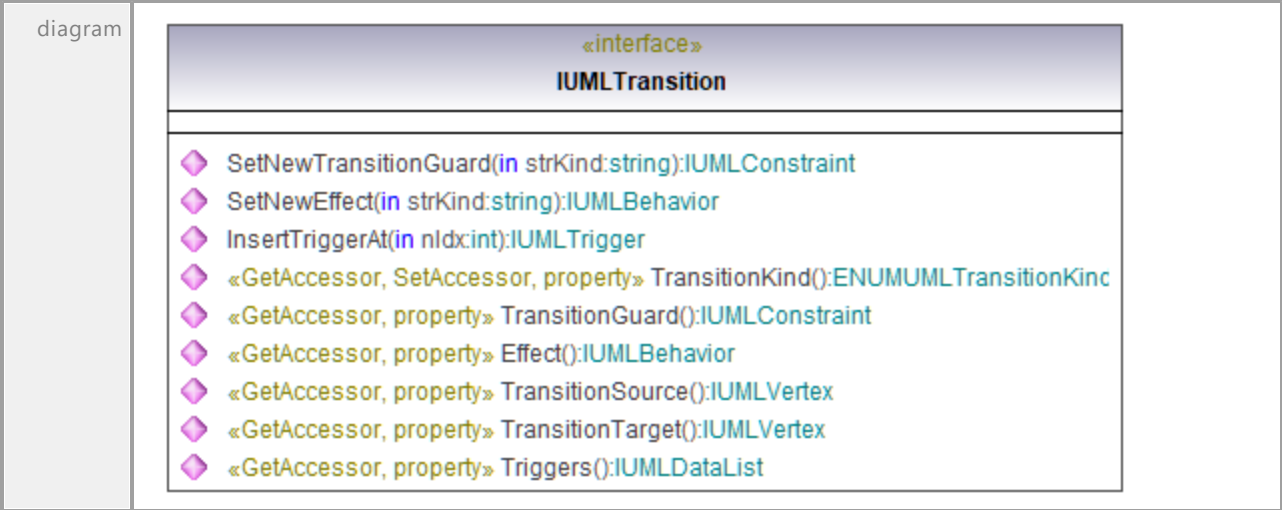 diagram
«interface»
IUMLTransition
SetNewTransitionGuard(in strKind:string):IUMLConstraint
SetNewEffect(in strKind:string):IUMLBehavior
InsertTriggerAt(in nIdx:int):IUMLTrigger
«GetAccessor, SetAccessor, property» TransitionKind():ENUMUMLTransitionKinc
«GetAccessor, property» TransitionGuard():IUMLConstraint
«GetAccessor, property» Effect():IUMLBehavior
«GetAccessor, property» TransitionSource():IUMLVertex
«GetAccessor, property» TransitionTarget():IUMLVertex
«GetAccessor, property» Triggers():IUMLDataList